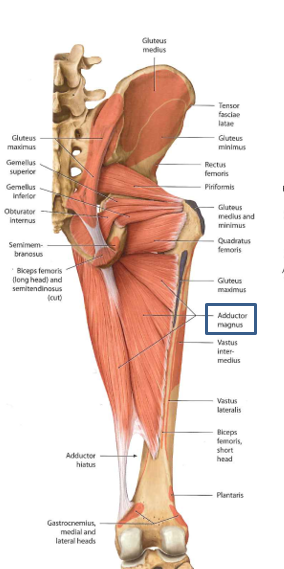 Gluteus
medius
Tensor
fasciae
latae
Gluteus
maximus
Gluteus
minimus
Gemellus
superior
Rectus
femoris
Gemellus
inferior
Piriformis
Obturator
internus
Gluteus
medius and
minimus
Semimem-
branosus
Quadratus
femoris
Biceps femoris
(long head) and
semitendinosus
(cut)
Gluteus
maximus
Adductor
magnus
Vastus
inter-
medius
Vastus
lateralis
Biceps
femoris,
short
head
Adductor
hiatus
Plantaris
Gastrocnemius,
medial and
lateral heads